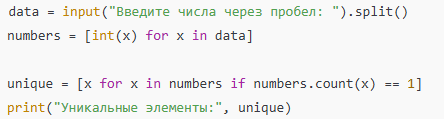 data = input("Введите числа через пробел: ").split()
numbers = [int(x) for x in data]
unique = [x for x in numbers if numbers.count(x) == 1]
print("Уникальные элементы:", unique)